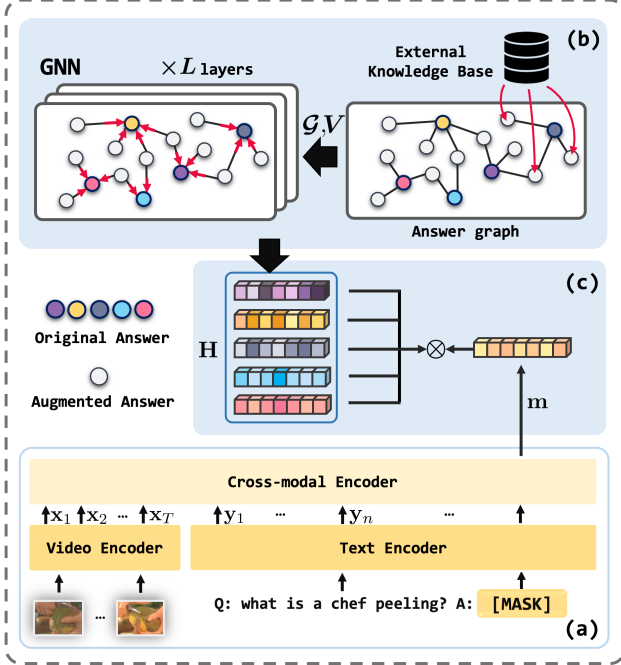 (b)
External
Knowledge Base
GNN
×L layers
𝒢,V
Answer graph
(c)
H
Original Answer
Augmented Answer
m
Cross-modal Encoder
x1 x2 ... xT y1 ... yn ...
Video Encoder
Text Encoder
Q: what is a chef peeling? A: [MASK]
...
(a)